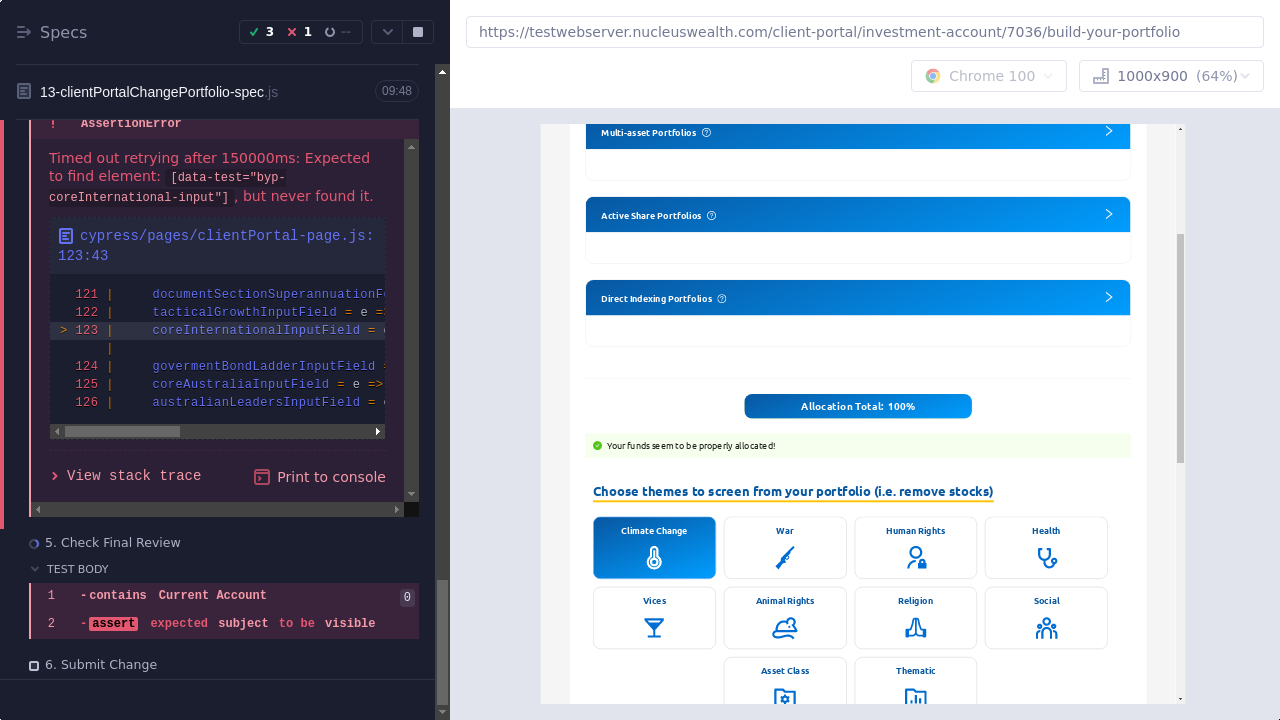 Specs
3
1
--
https://testwebserver.nucleuswealth.com/client-portal/investment-account/7036/build-your-portfolio
Chrome 100
1000x900 (64%)
13-clientPortalChangePortfolio-spec.js
09:48
! AssertionError
Timed out retrying after 150000ms: Expected
to find element: [data-test="byp-
coreInternational-input"] , but never found it.
cypress/pages/clientPortal-page.js:
123:43
121 | documentSectionSuperannuationFo
122 | tacticalGrowthInputField = e =>
> 123 | coreInternationalInputField = e
|
124 | govermentBondLadderInputField =
125 | coreAustraliaInputField = e =>
126 | australianLeadersInputField = e
> View stack trace
Print to console
5. Check Final Review
TEST BODY
1 -contains Current Account 0
2 -assert expected subject to be visible
6. Submit Change
Multi-asset Portfolios
Active Share Portfolios
Direct Indexing Portfolios
Allocation Total: 100%
Your funds seem to be properly allocated!
Choose themes to screen from your portfolio (i.e. remove stocks)
Climate Change
War
Human Rights
Health
Vices
Animal Rights
Religion
Social
Asset Class
Thematic